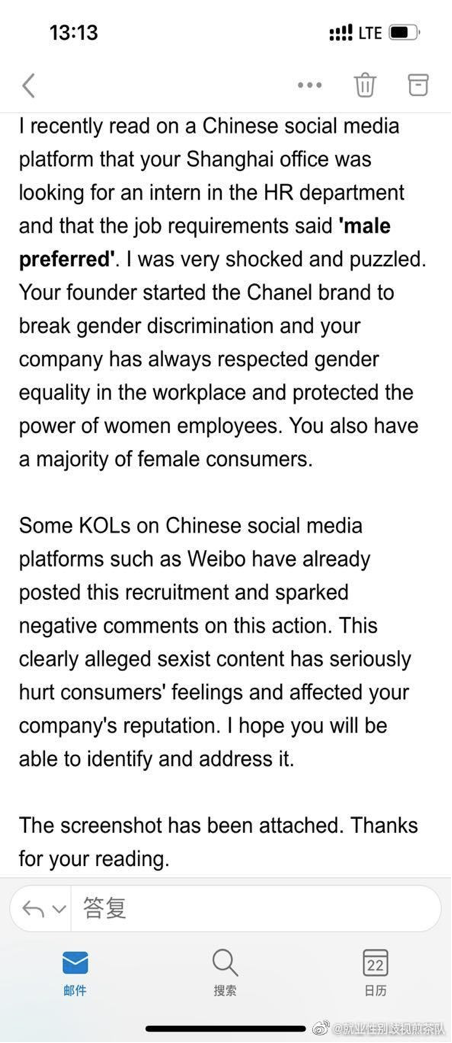 13:13
LTE
I recently read on a Chinese social media
platform that your Shanghai office was
looking for an intern in the HR department
and that the job requirements said 'male
preferred'. I was very shocked and puzzled.
Your founder started the Chanel brand to
break gender discrimination and your
company has always respected gender
equality in the workplace and protected the
power of women employees. You also have
a majority of female consumers.
Some KOLs on Chinese social media
platforms such as Weibo have already
posted this recruitment and sparked
negative comments on this action. This
clearly alleged sexist content has seriously
hurt consumers' feelings and affected your
company's reputation. I hope you will be
able to identify and address it.
The screenshot has been attached. Thanks
for your reading.
答复
22
邮件 搜索 日历
@就业性别歧视监察大队